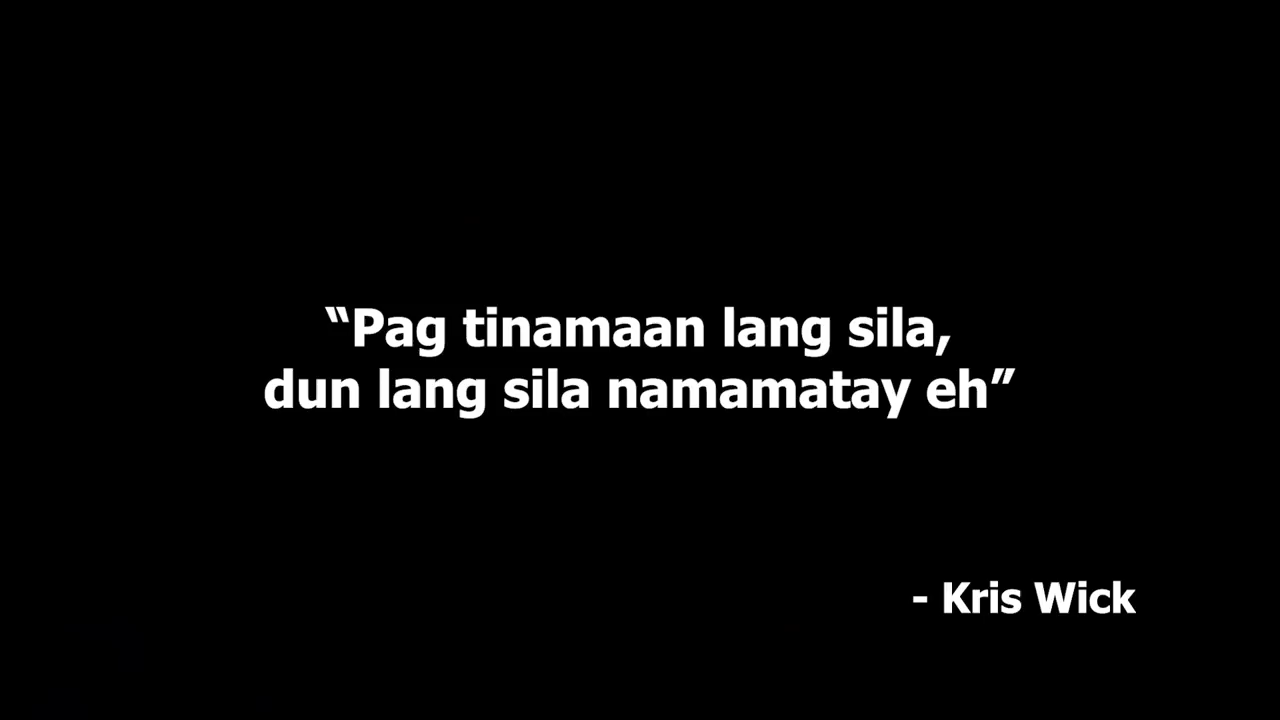 “Pag tinamaan lang sila,
dun lang sila namamatay eh”
- Kris Wick